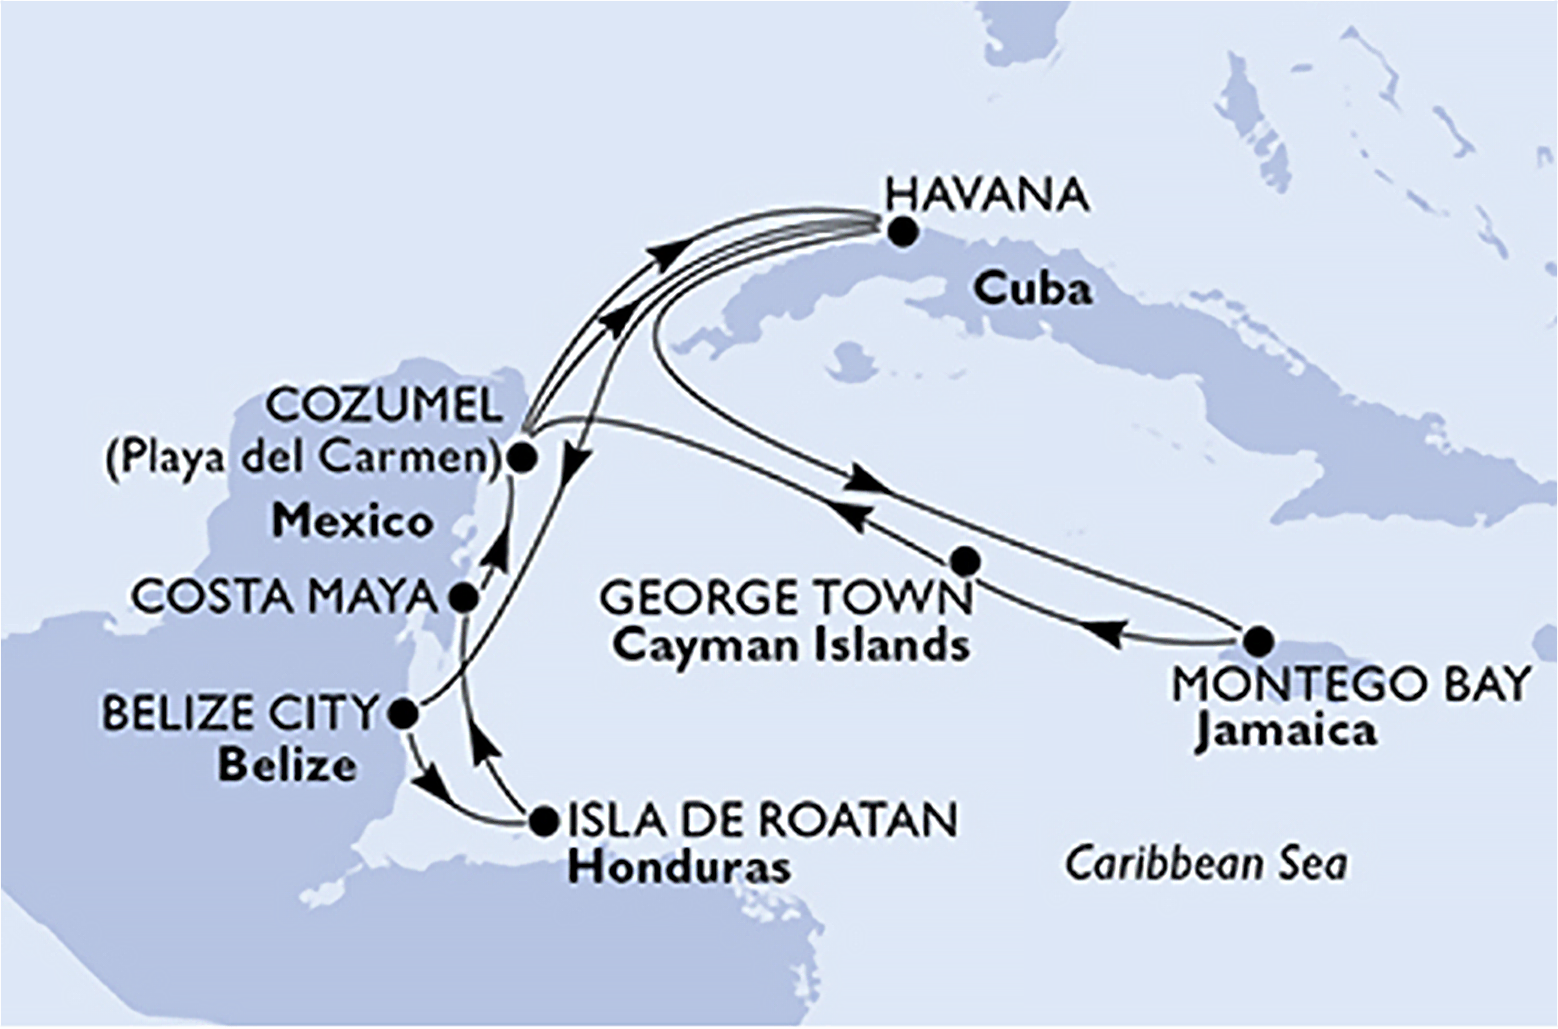 HAVANA
Cuba
COZUMEL
(Playa del Carmen)
Mexico
COSTA MAYA
GEORGE TOWN
Cayman Islands
MONTEGO BAY
Jamaica
BELIZE CITY
Belize
ISLA DE ROATAN
Honduras
Caribbean Sea